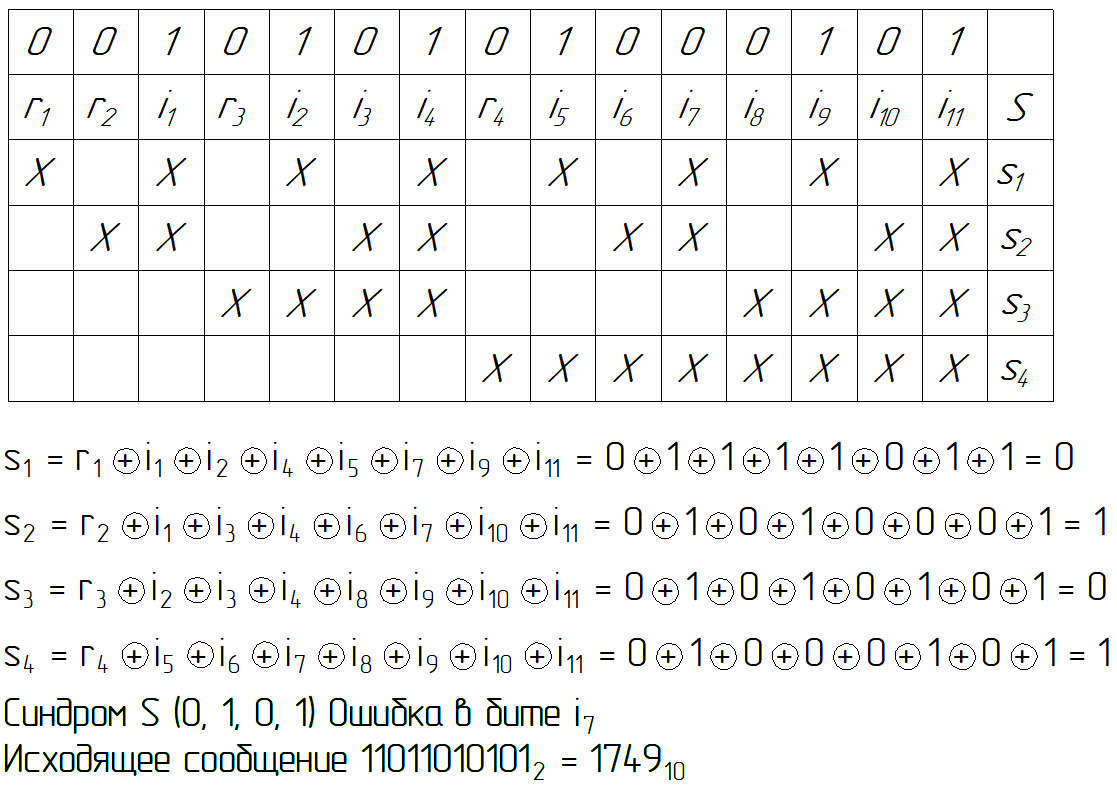 0 0 1 0 1 0 1 0 1 0 0 0 1 0 1
r₁ r₂ i₁ r₃ i₂ i₃ i₄ r₄ i₅ i₆ i₇ i₈ i₉ i₁₀ i₁₁ S
X X X X X X X X s₁
X X X X X X X X s₂
X X X X X X X X s₃
X X X X X X X X s₄
s₁ = r₁ ⊕ i₁ ⊕ i₂ ⊕ i₄ ⊕ i₅ ⊕ i₇ ⊕ i₉ ⊕ i₁₁ = 0 ⊕ 1 ⊕ 1 ⊕ 1 ⊕ 1 ⊕ 0 ⊕ 1 ⊕ 1 = 0
s₂ = r₂ ⊕ i₁ ⊕ i₃ ⊕ i₄ ⊕ i₆ ⊕ i₇ ⊕ i₁₀ ⊕ i₁₁ = 0 ⊕ 1 ⊕ 0 ⊕ 1 ⊕ 0 ⊕ 0 ⊕ 0 ⊕ 1 = 1
s₃ = r₃ ⊕ i₂ ⊕ i₃ ⊕ i₄ ⊕ i₈ ⊕ i₉ ⊕ i₁₀ ⊕ i₁₁ = 0 ⊕ 1 ⊕ 0 ⊕ 1 ⊕ 0 ⊕ 1 ⊕ 0 ⊕ 1 = 0
s₄ = r₄ ⊕ i₅ ⊕ i₆ ⊕ i₇ ⊕ i₈ ⊕ i₉ ⊕ i₁₀ ⊕ i₁₁ = 0 ⊕ 1 ⊕ 0 ⊕ 0 ⊕ 0 ⊕ 1 ⊕ 0 ⊕ 1 = 1
Синдром S (0, 1, 0, 1) Ошибка в бите i₇
Исходящее сообщение 11011010101₂ = 1749₁₀